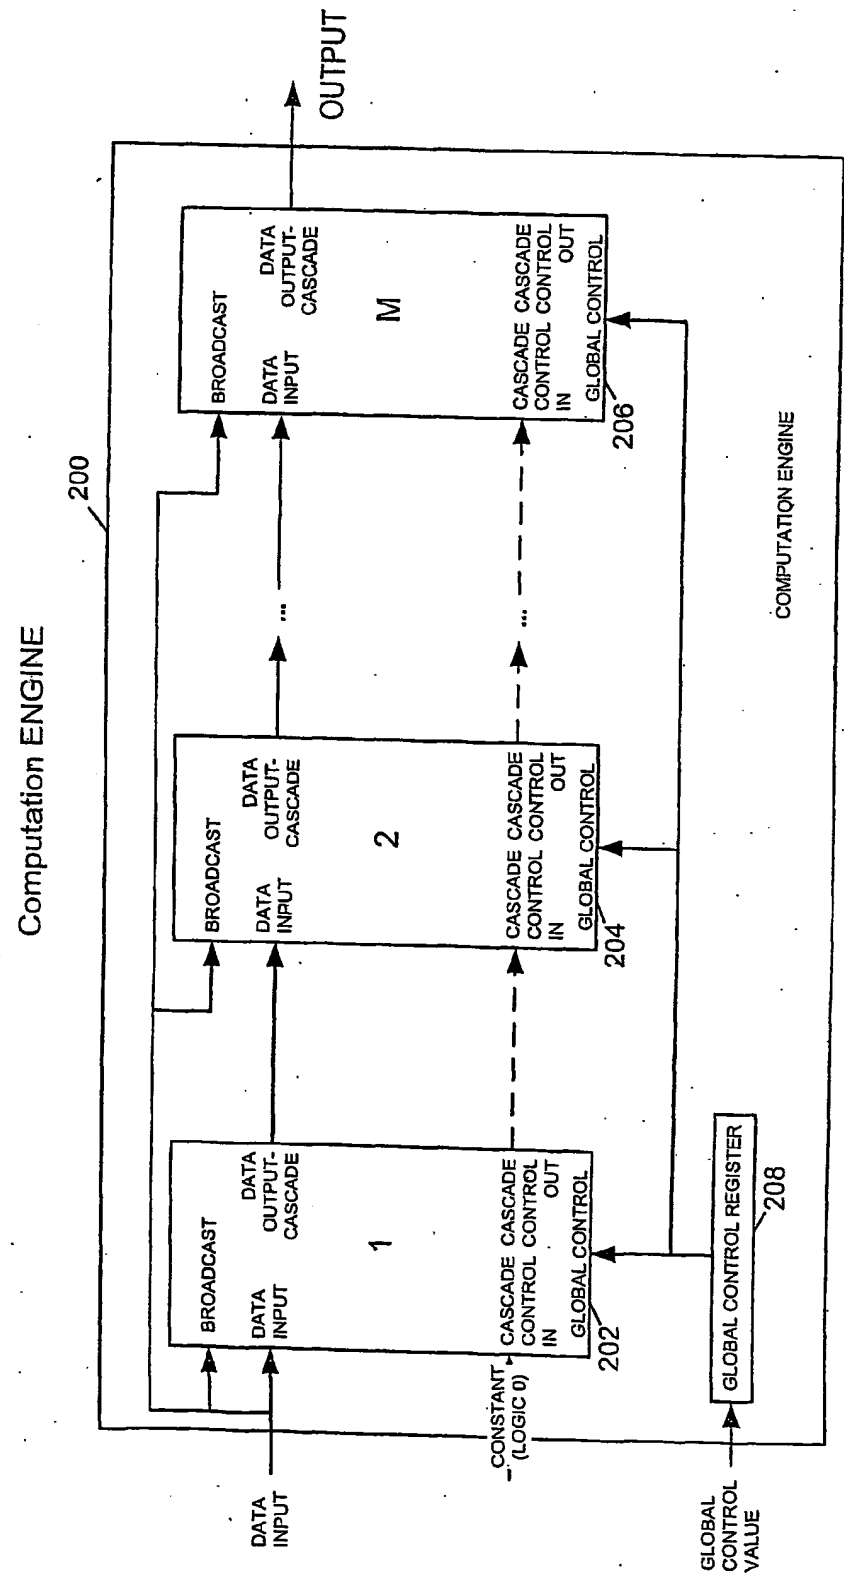 Computation ENGINE
200
DATA
INPUT
BROADCAST
DATA
INPUT
DATA
OUTPUT-
CASCADE
1
CASCADE CASCADE
CONTROL CONTROL
IN OUT
GLOBAL CONTROL
202
CONSTANT
(LOGIC 0)
BROADCAST
DATA
INPUT
DATA
OUTPUT-
CASCADE
2
CASCADE CASCADE
CONTROL CONTROL
IN OUT
GLOBAL CONTROL
204
...
...
BROADCAST
DATA
INPUT
DATA
OUTPUT-
CASCADE
M
CASCADE CASCADE
CONTROL CONTROL
IN OUT
GLOBAL CONTROL
206
OUTPUT
GLOBAL
CONTROL
VALUE
GLOBAL CONTROL REGISTER
208
COMPUTATION ENGINE